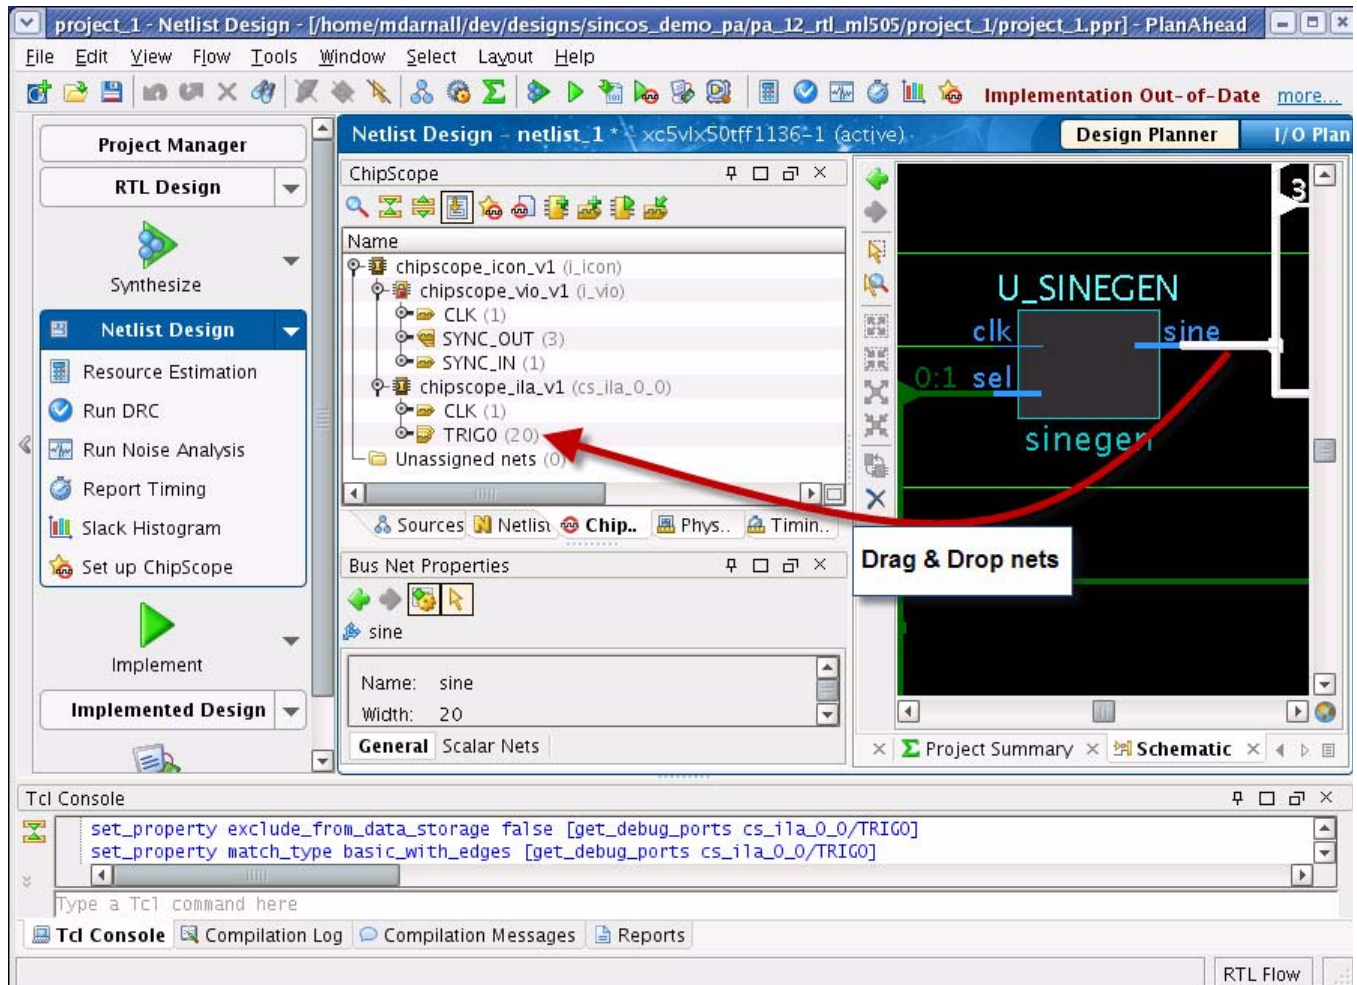 project_1 - Netlist Design - [/home/mdarnall/dev/designs/sincos_demo_pa/pa_12_rtl_ml505/project_1/project_1.ppr] - PlanAhead
File Edit View Flow Tools Window Select Layout Help
Implementation Out-of-Date more...
Project Manager
RTL Design
Synthesize
Netlist Design
Resource Estimation
Run DRC
Run Noise Analysis
Report Timing
Slack Histogram
Set up ChipScope
Implement
Implemented Design
Netlist Design - netlist_1 * - xc5vlx50tff1136-1 (active)
Design Planner I/O Plan
ChipScope
Name
chipscope_icon_v1 (i_icon)
chipscope_vio_v1 (i_vio)
CLK (1)
SYNC_OUT (3)
SYNC_IN (1)
chipscope_ila_v1 (cs_ila_0_0)
CLK (1)
TRIG0 (20)
Unassigned nets (0)
Sources Netlist Chip.. Phys.. Timin..
Bus Net Properties
sine
Name: sine
Width: 20
General Scalar Nets
3
U_SINEGEN
clk sine
0:1 sel
sinegen
Drag & Drop nets
Project Summary Schematic
Tcl Console
set_property exclude_from_data_storage false [get_debug_ports cs_ila_0_0/TRIG0]
set_property match_type basic_with_edges [get_debug_ports cs_ila_0_0/TRIG0]
Type a Tcl command here
Tcl Console Compilation Log Compilation Messages Reports
RTL Flow